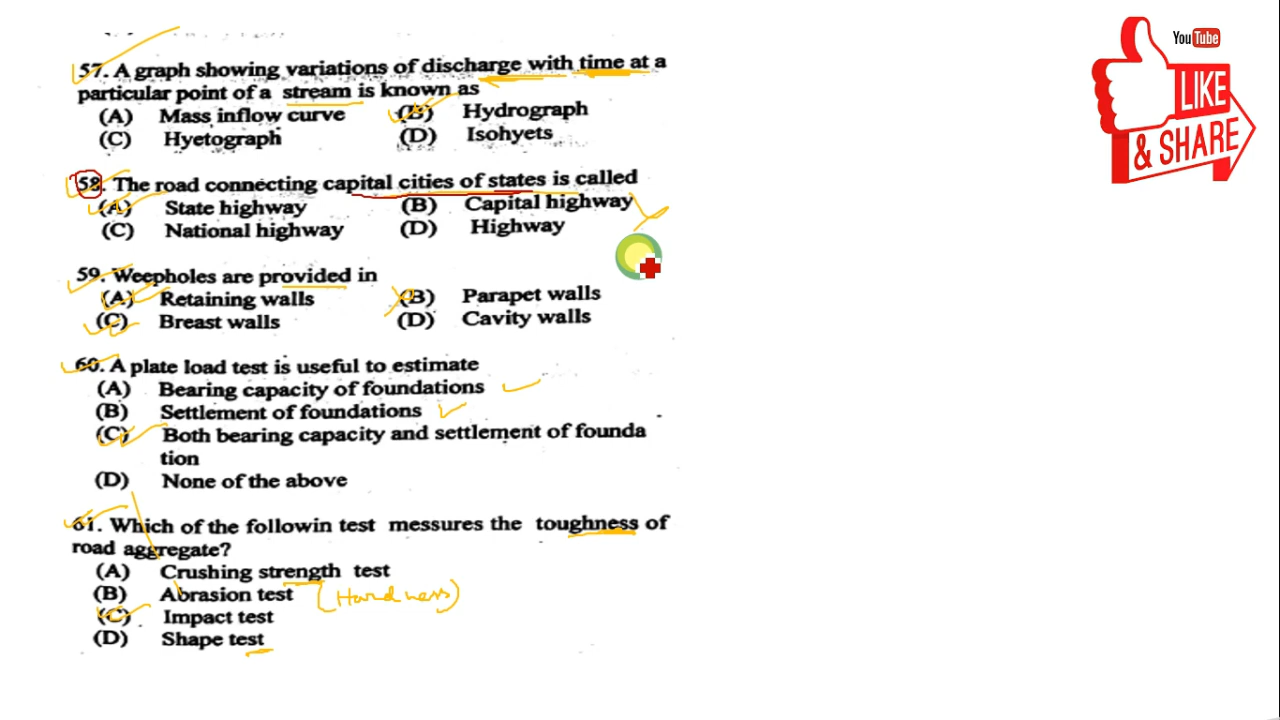 57. A graph showing variations of discharge with time at a
particular point of a stream is known as
(A) Mass inflow curve (B) Hydrograph
(C) Hyetograph (D) Isohyets
58. The road connecting capital cities of states is called
(A) State highway (B) Capital highway
(C) National highway (D) Highway
59. Weepholes are provided in
(A) Retaining walls (B) Parapet walls
(C) Breast walls (D) Cavity walls
60. A plate load test is useful to estimate
(A) Bearing capacity of foundations
(B) Settlement of foundations
(C) Both bearing capacity and settlement of founda
tion
(D) None of the above
61. Which of the followin test messures the toughness of
road aggregate?
(A) Crushing strength test
(B) Abrasion test (Hardness)
(C) Impact test
(D) Shape test
YouTube
LIKE
& SHARE